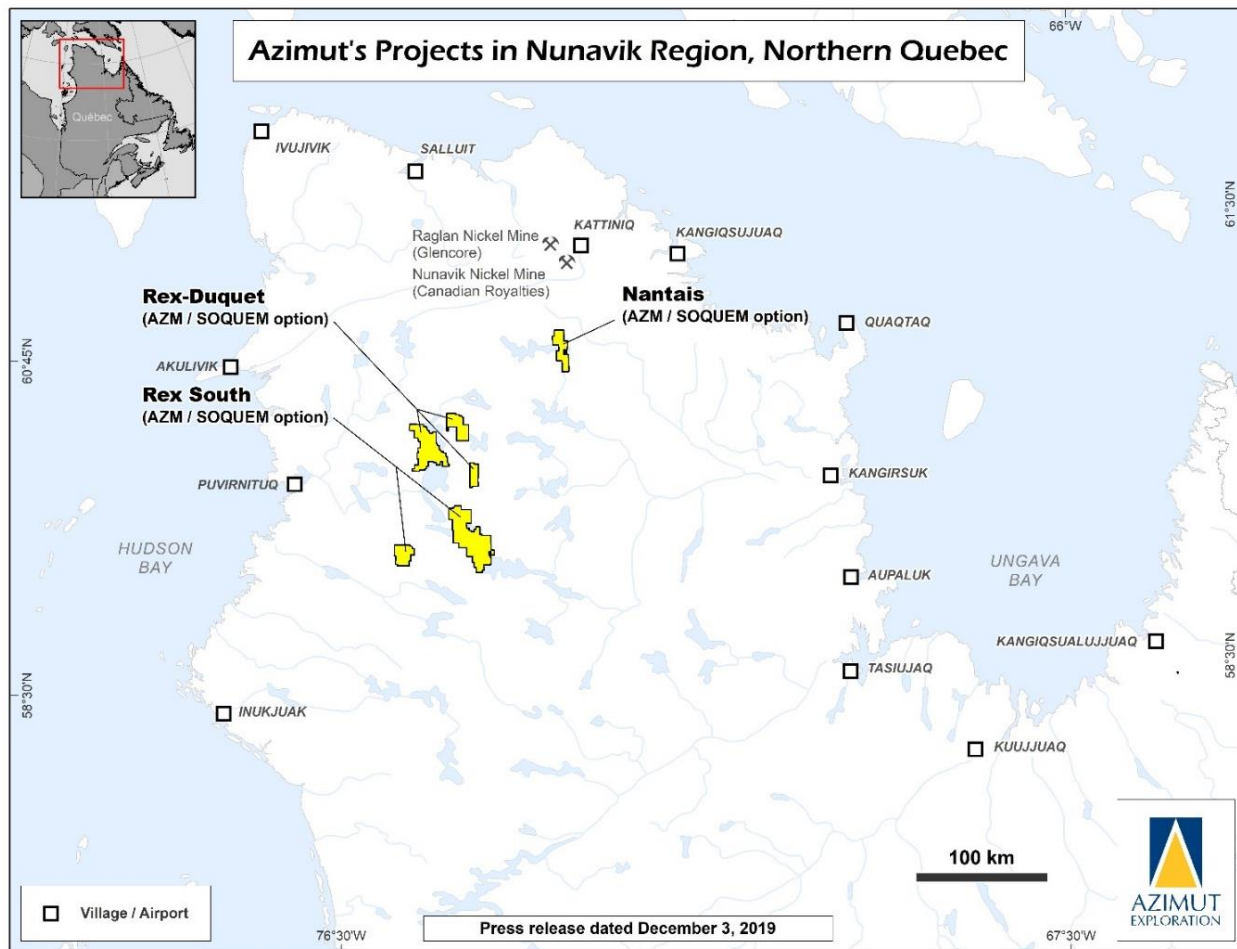 66°W
Azimut's Projects in Nunavik Region, Northern Quebec
Québec
IVUJIVIK
SALLUIT
61°30'N
KATTINIQ
KANGIQSUJUAQ
Raglan Nickel Mine
(Glencore)
Nunavik Nickel Mine
(Canadian Royalties)
Rex-Duquet
(AZM / SOQUEM option)
Nantais
(AZM / SOQUEM option)
QUAQTAQ
60°45'N
AKULIVIK
Rex South
(AZM / SOQUEM option)
PUVIRNITUQ
KANGIRSUK
HUDSON
BAY
UNGAVA
BAY
AUPALUK
KANGIQSUALUJJUAQ
58°30'N
TASIUJAQ
58°30'N
INUKJUAK
KUUJJUAQ
100 km
AZIMUT
EXPLORATION
Village / Airport
Press release dated December 3, 2019
76°30'W
67°30'W